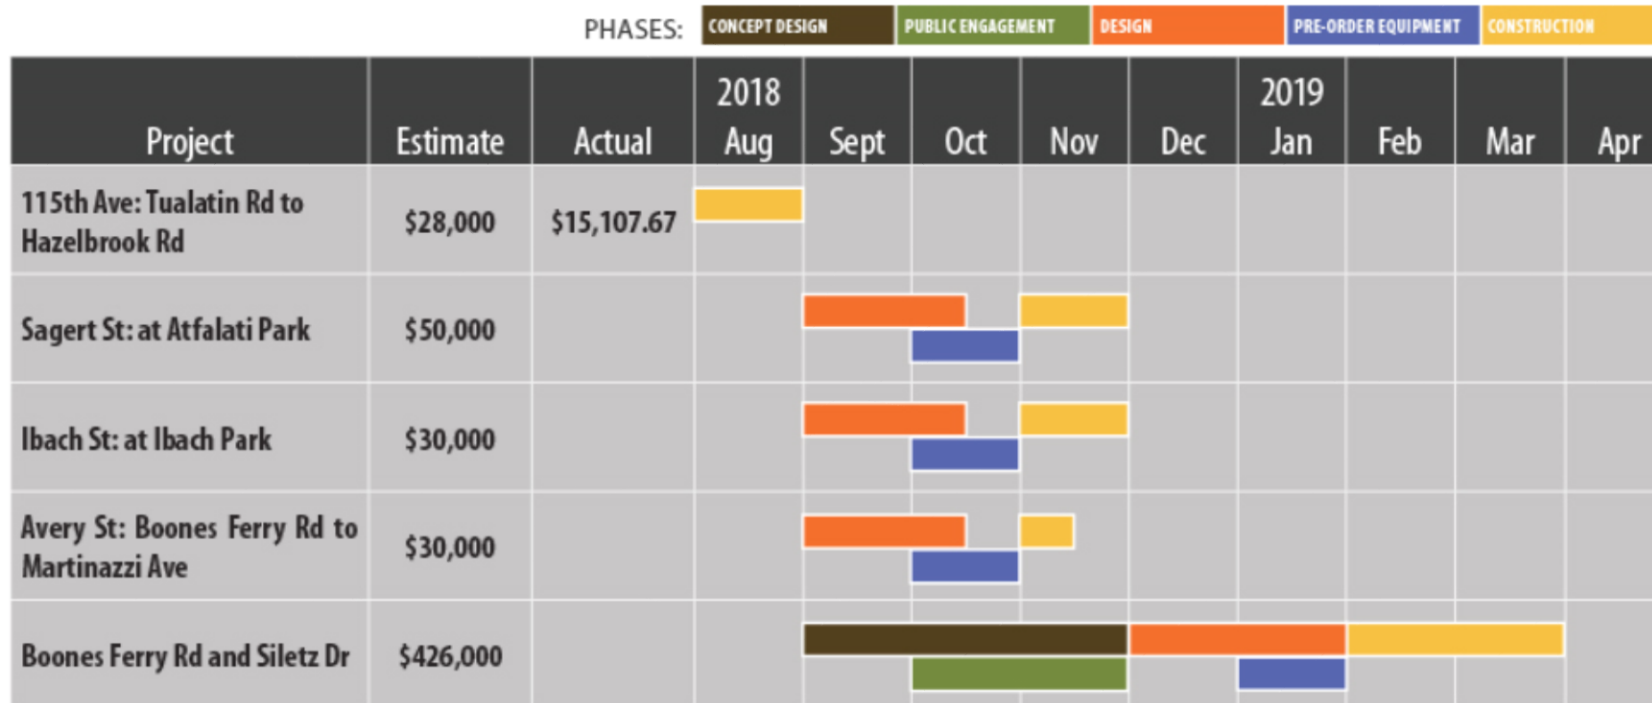 PHASES: CONCEPT DESIGN PUBLIC ENGAGEMENT DESIGN PRE-ORDER EQUIPMENT CONSTRUCTION
2018 2019
Project Estimate Actual Aug Sept Oct Nov Dec Jan Feb Mar Apr
115th Ave: Tualatin Rd to
Hazelbrook Rd
$28,000 $15,107.67
Sagert St: at Atfalati Park $50,000
Ibach St: at Ibach Park $30,000
Avery St: Boones Ferry Rd to
Martinazzi Ave
$30,000
Boones Ferry Rd and Siletz Dr $426,000